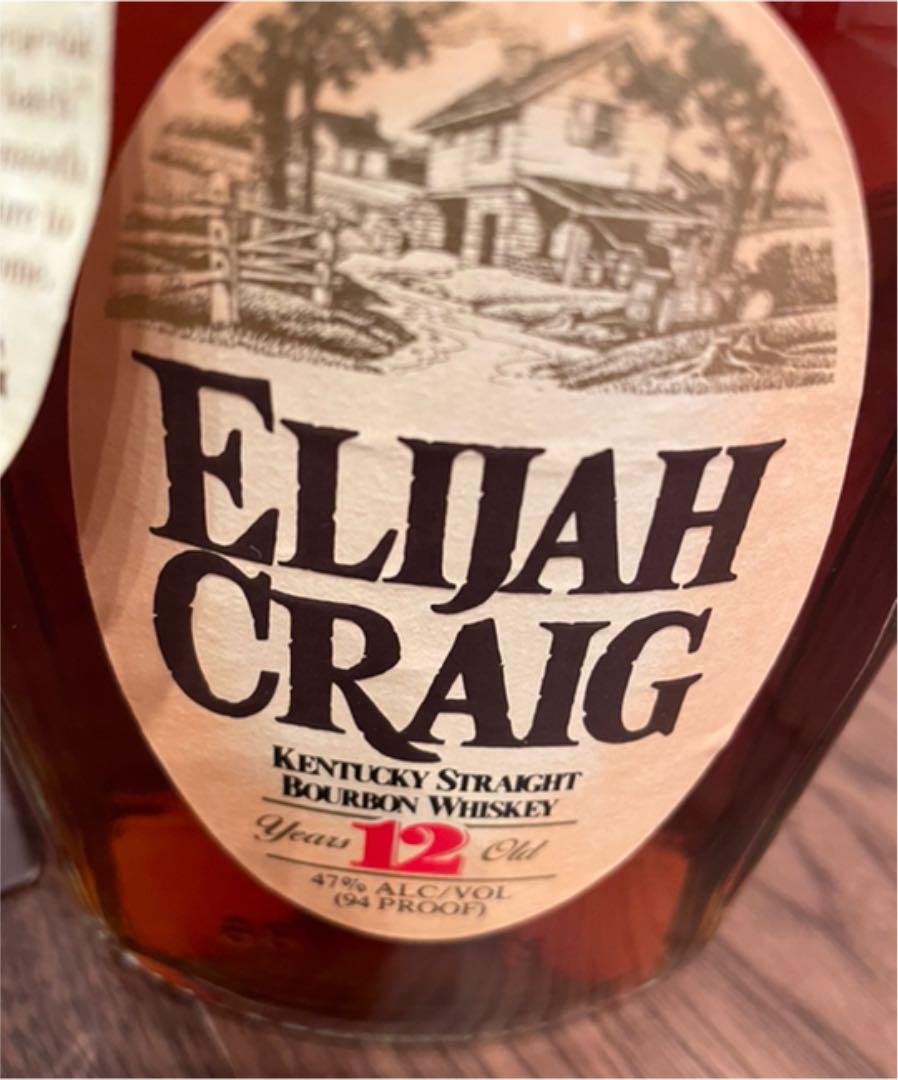 ELIJAH
CRAIG
KENTUCKY STRAIGHT
BOURBON WHISKEY
Years 12 Old
47% ALC/VOL
(94 PROOF)